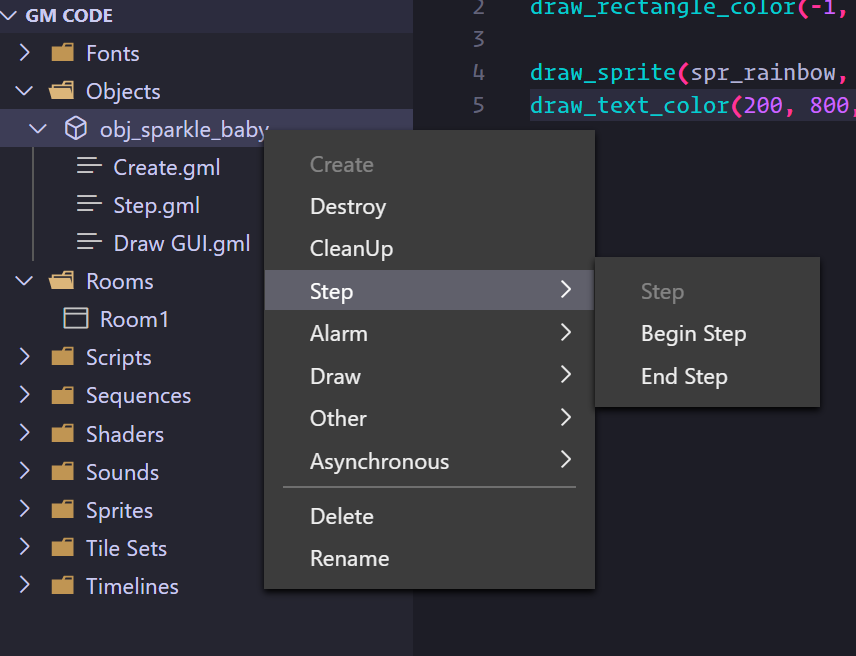 GM CODE
Fonts
Objects
obj_sparkle_baby
Create.gml
Step.gml
Draw GUI.gml
Rooms
Room1
Scripts
Sequences
Shaders
Sounds
Sprites
Tile Sets
Timelines
2 draw_rectangle_color(-1,
3
4 draw_sprite(spr_rainbow,
5 draw_text_color(200, 800,
Create
Destroy
CleanUp
Step
Alarm
Draw
Other
Asynchronous
Delete
Rename
Step
Begin Step
End Step